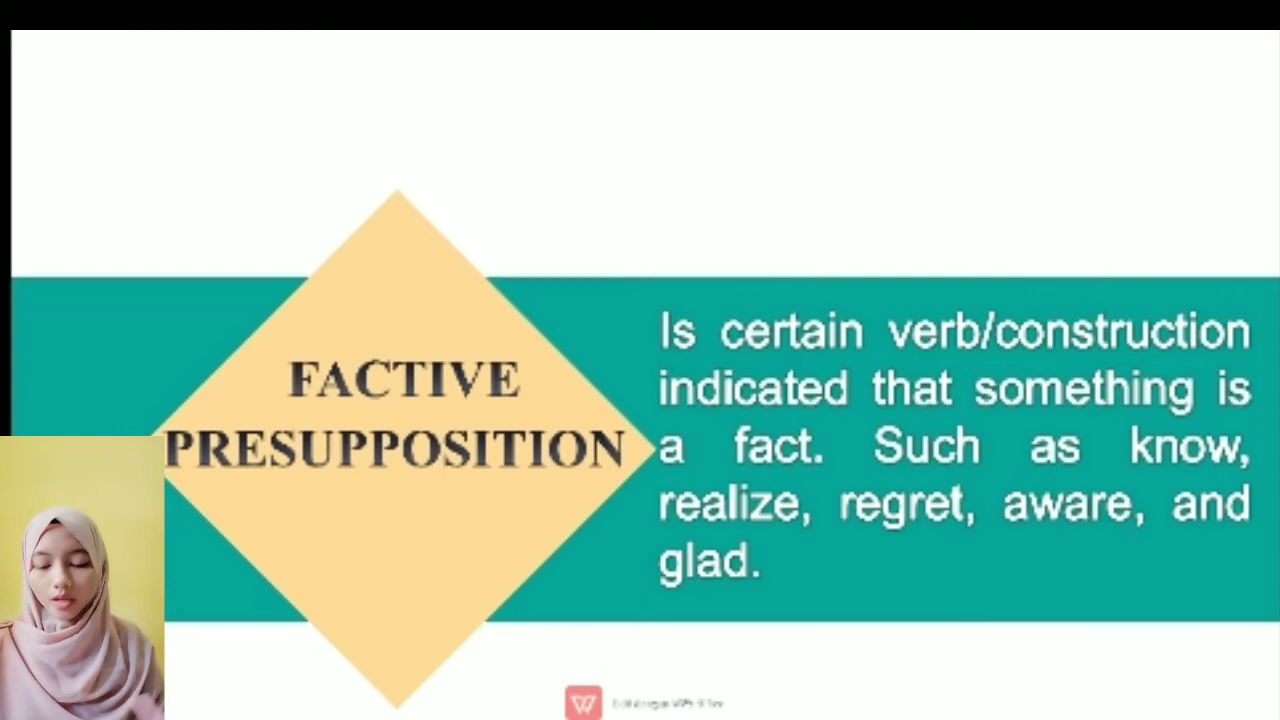 FACTIVE
PRESUPPOSITION
Is certain verb/construction
indicated that something is
a fact. Such as know,
realize, regret, aware, and
glad.